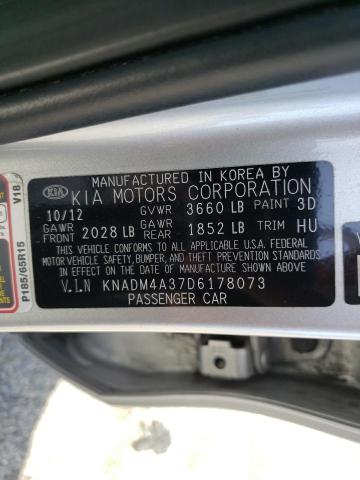 MANUFACTURED IN KOREA BY
KIA KIA MOTORS CORPORATION
10/12 GVWR 3660 LB PAINT 3D
GAWR FRONT 2028 LB GAWR REAR 1852 LB TRIM HU
THIS VEHICLE CONFORMS TO ALL APPLICABLE U.S.A. FEDERAL
MOTOR VEHICLE SAFETY, BUMPER, AND THEFT PREVENTION STANDARDS
IN EFFECT ON THE DATE OF MANUFACTURE SHOWN ABOVE.
V.I.N KNADM4A37D6178073
PASSENGER CAR
P185/65R15 V18